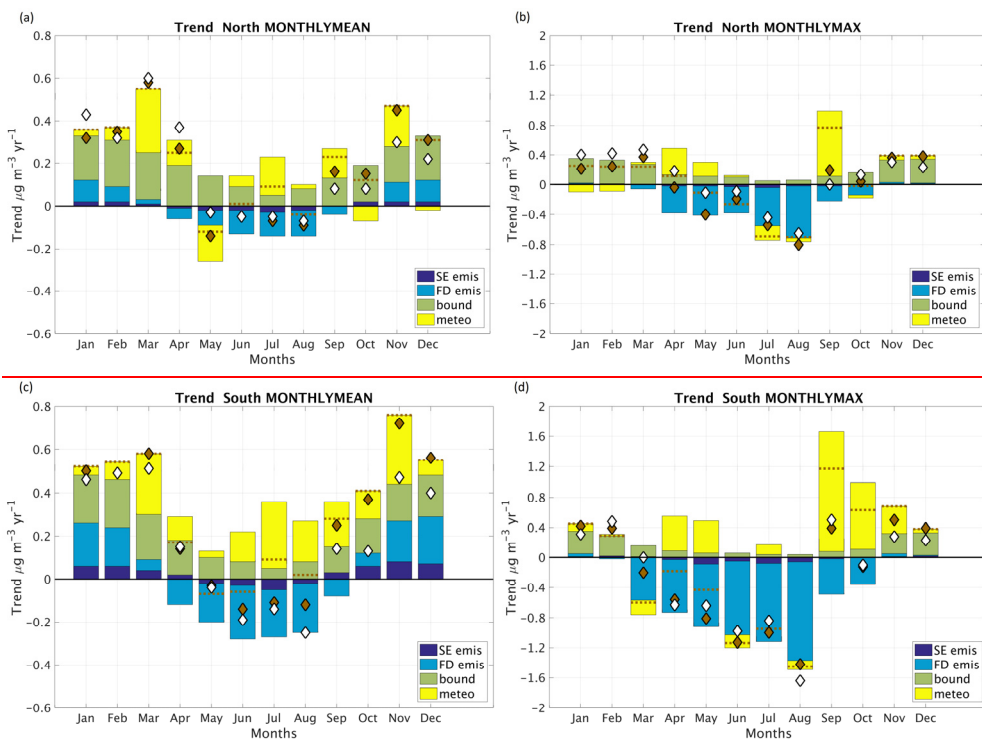 (a)
Trend North MONTHLYMEAN
Trend μg m⁻³ yr⁻¹
0.8
0.6
0.4
0.2
0
−0.2
−0.4
−0.6
SE emis
FD emis
bound
meteo
Jan Feb Mar Apr May Jun Jul Aug Sep Oct Nov Dec
Months
(b)
Trend North MONTHLYMAX
Trend μg m⁻³ yr⁻¹
2
1.6
1.2
0.8
0.4
0
−0.4
−0.8
−1.2
−1.6
−2
SE emis
FD emis
bound
meteo
Jan Feb Mar Apr May Jun Jul Aug Sep Oct Nov Dec
Months
(c)
Trend South MONTHLYMEAN
Trend μg m⁻³ yr⁻¹
0.8
0.6
0.4
0.2
0
−0.2
−0.4
−0.6
SE emis
FD emis
bound
meteo
Jan Feb Mar Apr May Jun Jul Aug Sep Oct Nov Dec
Months
(d)
Trend South MONTHLYMAX
Trend μg m⁻³ yr⁻¹
2
1.6
1.2
0.8
0.4
0
−0.4
−0.8
−1.2
−1.6
−2
SE emis
FD emis
bound
meteo
Jan Feb Mar Apr May Jun Jul Aug Sep Oct Nov Dec
Months